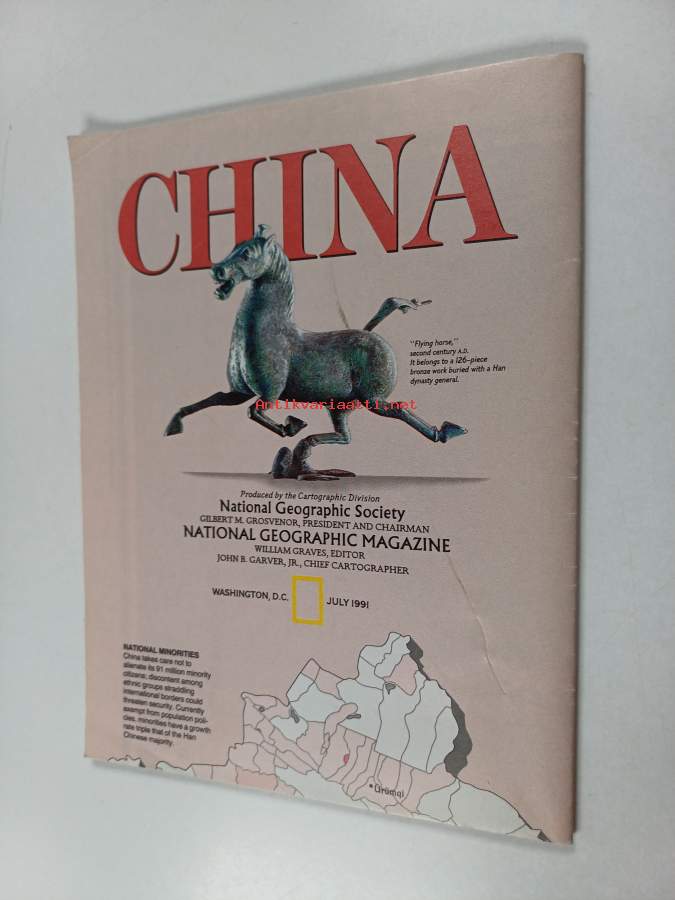 CHINA
"Flying horse,"
second century A.D.
It belongs to a 126-piece
bronze work buried with a Han
dynasty general.
Antikvariaatti.net
Produced by the Cartographic Division
National Geographic Society
GILBERT M. GROSVENOR, PRESIDENT AND CHAIRMAN
NATIONAL GEOGRAPHIC MAGAZINE
WILLIAM GRAVES, EDITOR
JOHN B. GARVER, JR., CHIEF CARTOGRAPHER
WASHINGTON, D.C. JULY 1991
NATIONAL MINORITIES
China takes care not to
alienate its 91 million minority
citizens; discontent among
ethnic groups straddling
international borders could
threaten security. Currently
exempt from population poli-
cies, minorities have a growth
rate triple that of the Han
Chinese majority.
Ürümqi